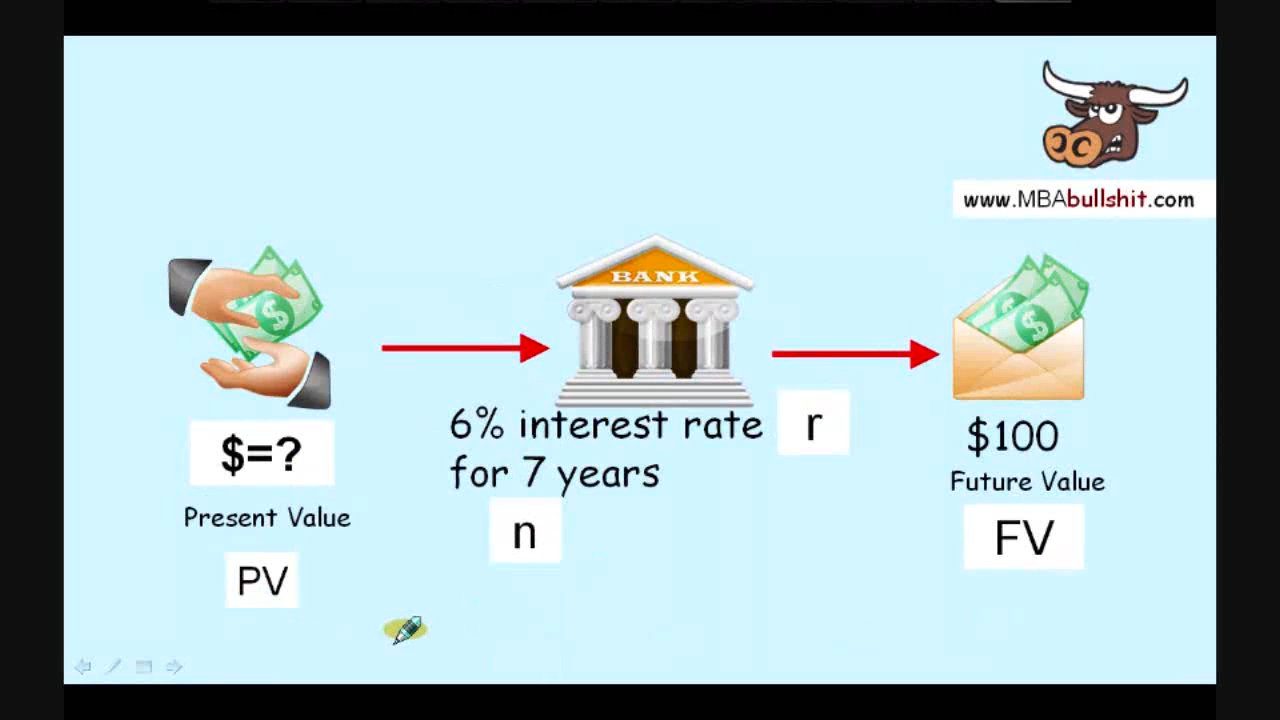 www.MBAbullshit.com
BANK
6% interest rate
for 7 years
r
n
$=?
Present Value
PV
$100
Future Value
FV